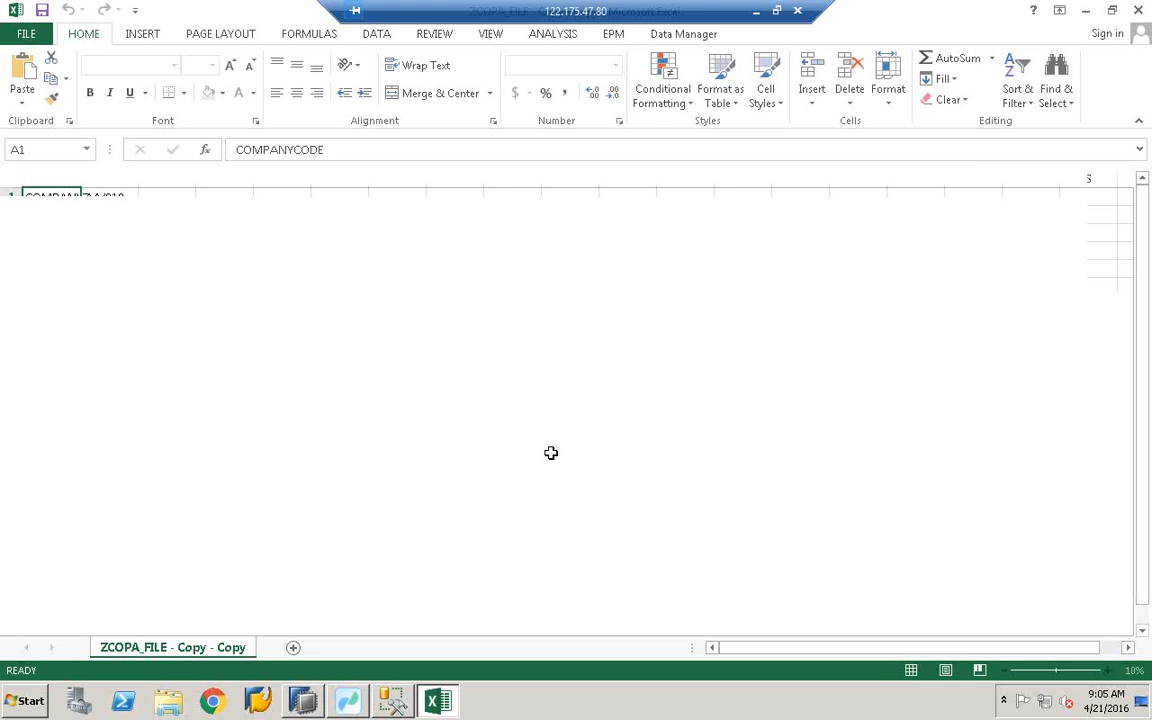 122.175.47.80
FILE HOME INSERT PAGE LAYOUT FORMULAS DATA REVIEW VIEW ANALYSIS EPM Data Manager Sign in
Paste
Clipboard
B I U A
Font
Wrap Text
Merge & Center
Alignment
$ % ,
Number
Conditional Formatting
Format as Table
Cell Styles
Styles
Insert Delete Format
Cells
AutoSum
Fill
Clear
Sort & Filter
Find & Select
Editing
A1 fx COMPANYCODE
S
1
ZCOPA_FILE - Copy - Copy
READY 10%
Start
9:05 AM
4/21/2016